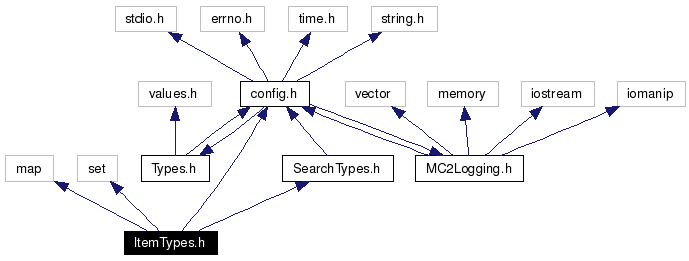 stdio.h
errno.h
time.h
string.h
values.h
config.h
vector
memory
iostream
iomanip
map
set
Types.h
SearchTypes.h
MC2Logging.h
ItemTypes.h